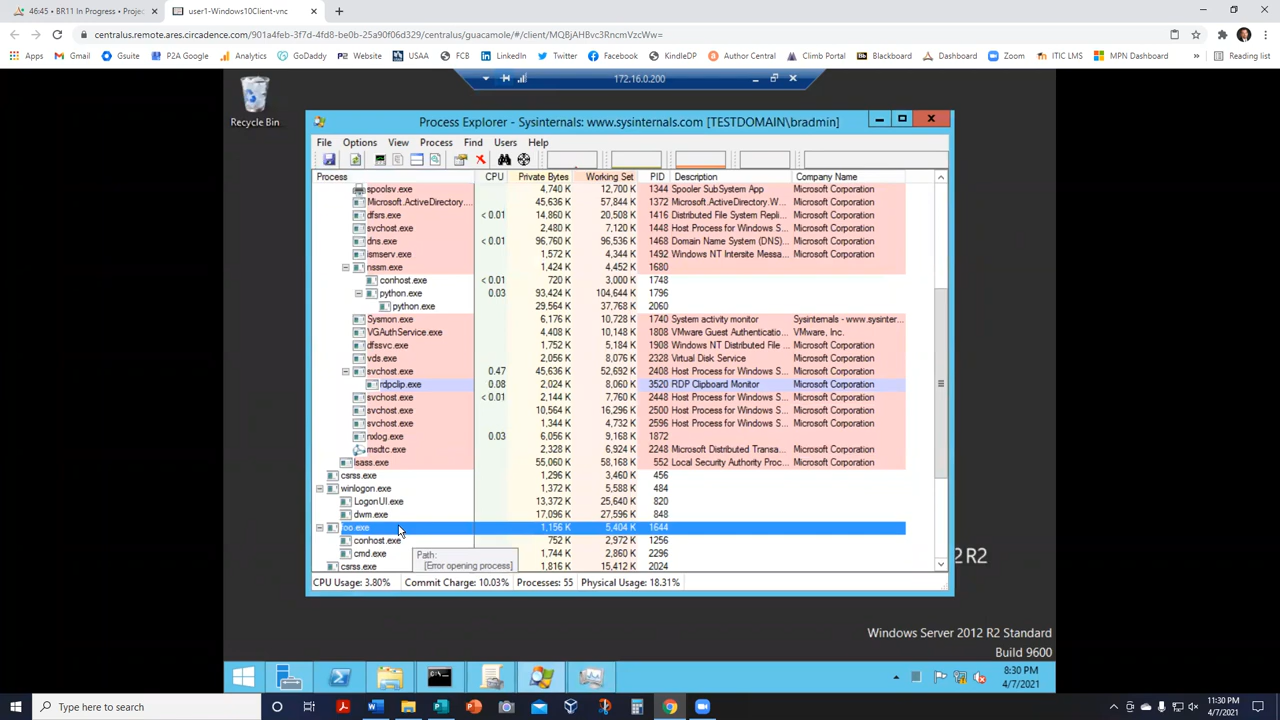 46:45 # BR11 In Progress • Projec
user1-Windows10Client-vnc
centralus.remote.ares.circadence.com/901a4feb-3f7d-4fd8-be0b-25a90f06d329/centralus/guacamole/#/client/MQBjAHBvc3RncmVzcWw=
Apps Gmail Gsuite P2A Google Analytics GoDaddy Website USAA FCB LinkedIn Twitter Facebook KindleDP Author Central Climb Portal Blackboard Dashboard Zoom ITIC LMS MPN Dashboard » Reading list
172.16.0.200
Recycle Bin
Process Explorer - Sysinternals: www.sysinternals.com [TESTDOMAIN\bradmin]
File Options View Process Find Users Help
Process CPU Private Bytes Working Set PID Description Company Name
spoolsv.exe 4,740 K 12,700 K 1344 Spooler SubSystem App Microsoft Corporation
Microsoft.ActiveDirectory.... 45,636 K 57,844 K 1372 Microsoft.ActiveDirectory.W... Microsoft Corporation
dfsrs.exe < 0.01 14,860 K 20,508 K 1416 Distributed File System Repli... Microsoft Corporation
svchost.exe 2,480 K 7,120 K 1448 Host Process for Windows S... Microsoft Corporation
dns.exe < 0.01 96,760 K 96,536 K 1468 Domain Name System (DNS)... Microsoft Corporation
ismserv.exe 1,572 K 4,344 K 1492 Windows NT Intersite Messa... Microsoft Corporation
nssm.exe 1,424 K 4,452 K 1680
conhost.exe < 0.01 720 K 3,000 K 1748
python.exe 0.03 93,424 K 104,644 K 1796
python.exe 29,564 K 37,768 K 2060
Sysmon.exe 6,176 K 10,728 K 1740 System activity monitor Sysinternals - www.sysinter...
VGAuthService.exe 4,408 K 10,148 K 1808 VMware Guest Authenticatio... VMware, Inc.
dfssvc.exe 1,752 K 5,184 K 1908 Windows NT Distributed File ... Microsoft Corporation
vds.exe 2,056 K 8,076 K 2328 Virtual Disk Service Microsoft Corporation
svchost.exe 0.47 45,636 K 52,692 K 2408 Host Process for Windows S... Microsoft Corporation
rdpclip.exe 0.08 2,024 K 8,060 K 3520 RDP Clipboard Monitor Microsoft Corporation
svchost.exe < 0.01 2,144 K 7,760 K 2448 Host Process for Windows S... Microsoft Corporation
svchost.exe 10,564 K 16,296 K 2500 Host Process for Windows S... Microsoft Corporation
svchost.exe 1,344 K 4,732 K 2596 Host Process for Windows S... Microsoft Corporation
nxlog.exe 0.03 6,056 K 9,168 K 1872
msdtc.exe 2,328 K 6,924 K 2248 Microsoft Distributed Transa... Microsoft Corporation
lsass.exe 55,060 K 58,168 K 552 Local Security Authority Proc... Microsoft Corporation
csrss.exe 1,296 K 3,460 K 456
winlogon.exe 1,372 K 5,588 K 484
LogonUI.exe 13,372 K 25,640 K 820
dwm.exe 17,096 K 27,596 K 848
foo.exe 1,156 K 5,404 K 1644
conhost.exe 752 K 2,972 K 1256
cmd.exe 1,744 K 2,860 K 2296
Path:
[Error opening process]
csrss.exe 1,816 K 15,412 K 2024
CPU Usage: 3.80% Commit Charge: 10.03% Processes: 55 Physical Usage: 18.31%
2 R2
Windows Server 2012 R2 Standard
Build 9600
8:30 PM
4/7/2021
Type here to search
11:30 PM
4/7/2021